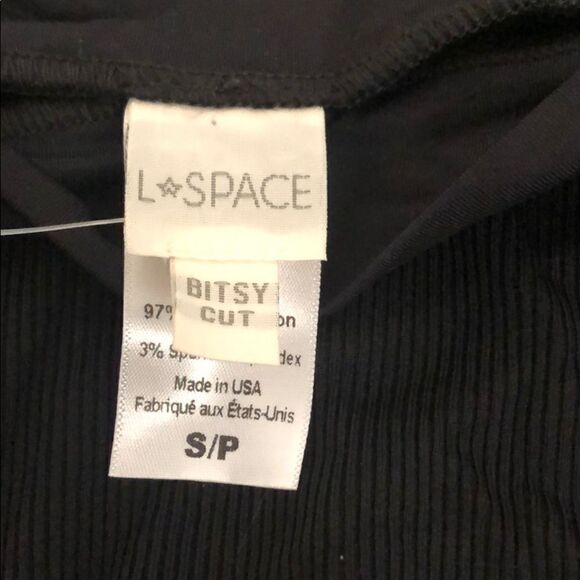 L☆SPACE
BITSY
CUT
97%
3%
Made in USA
Fabriqué aux États-Unis
S/P